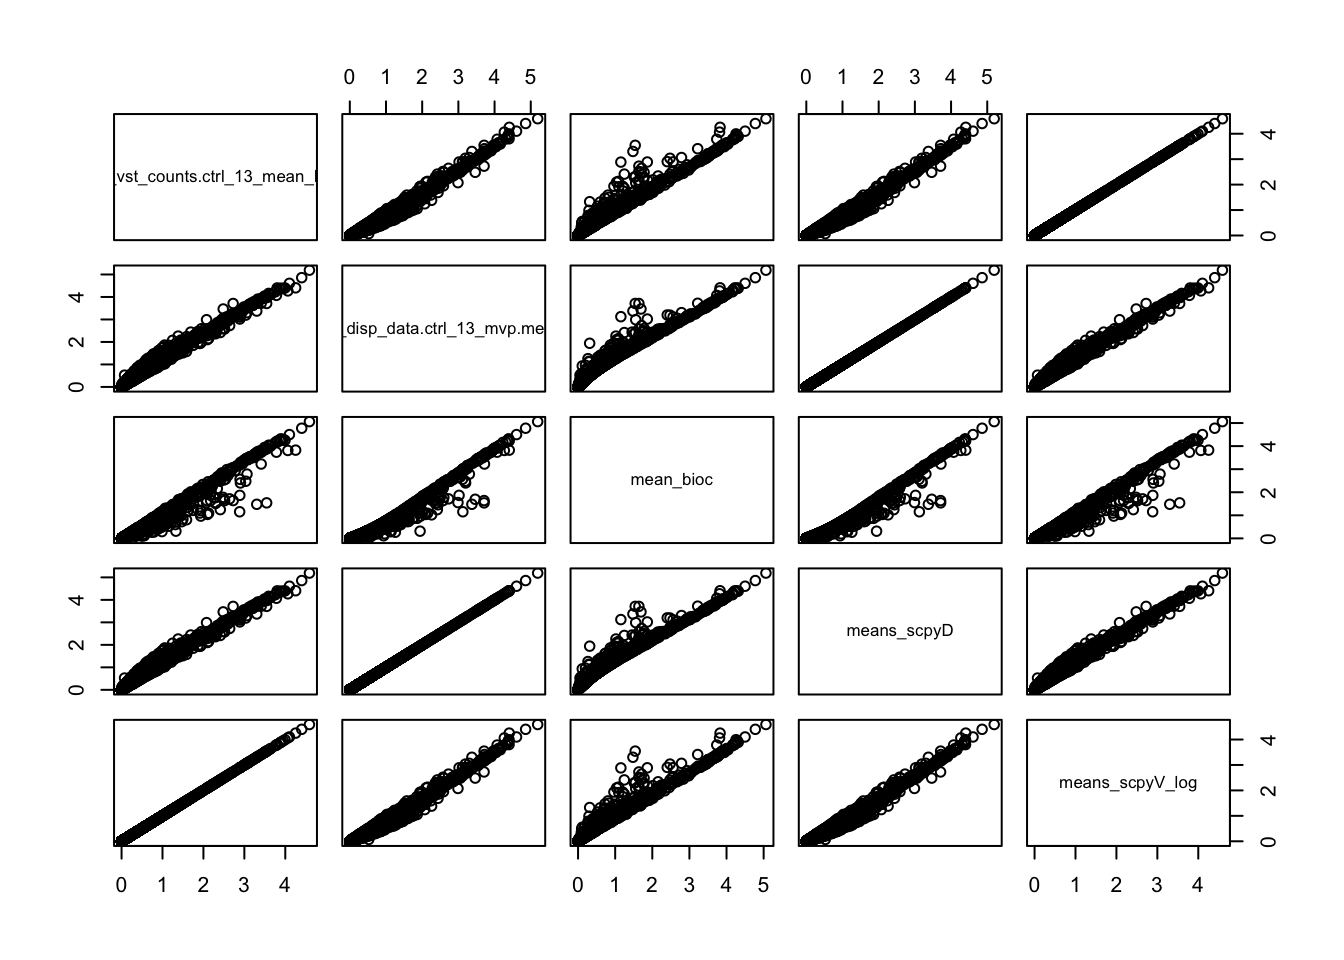 0 1 2 3 4 5 0 1 2 3 4 5
_vst_counts.ctrl_13_mean_ 0 2 4
0 2 4 _disp_data.ctrl_13_mvp.me
mean_bioc 0 2 4
0 2 4 means_scpyD
means_scpyV_log 0 2 4
0 1 2 3 4 0 1 2 3 4 5 0 1 2 3 4